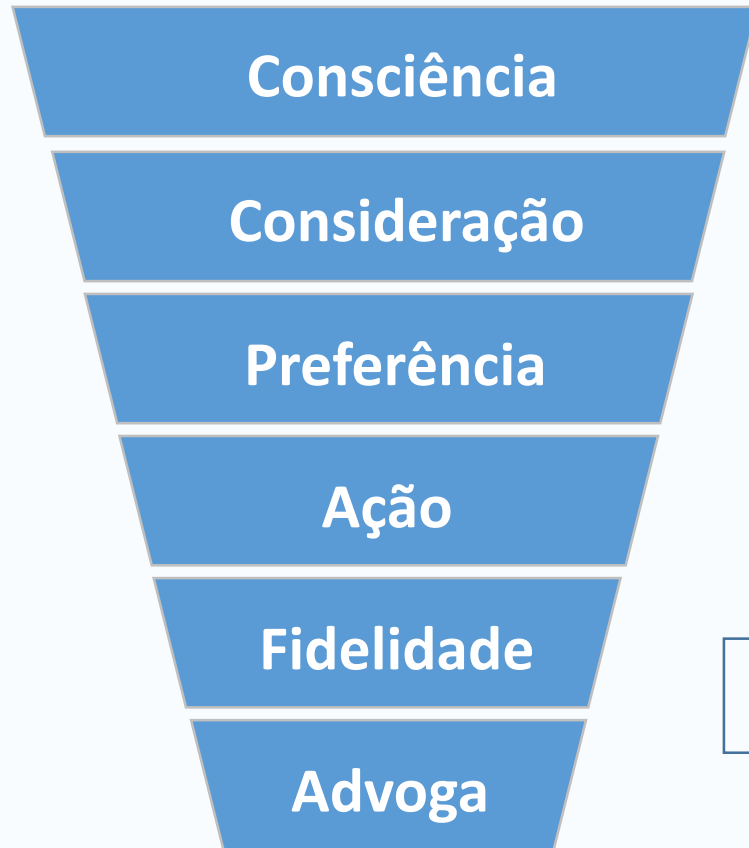 Consciência
Consideração
Preferência
Ação
Fidelidade
Advoga